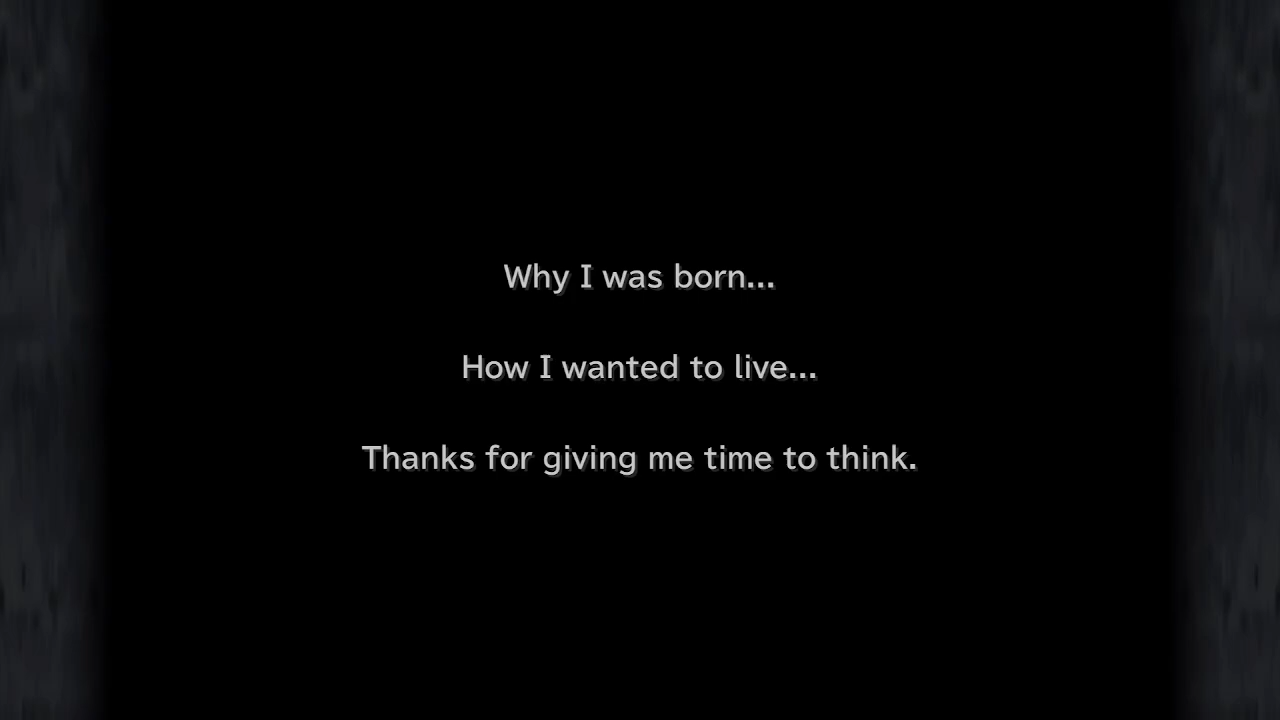 Why I was born...
How I wanted to live...
Thanks for giving me time to think.